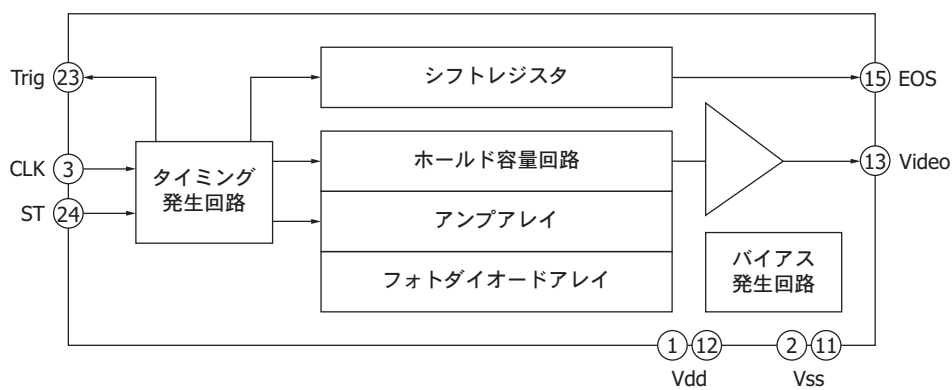 シフトレジスタ
Trig 23
15 EOS
CLK 3
ST 24
タイミング
発生回路
ホールド容量回路
13 Video
アンプアレイ
フォトダイオードアレイ
バイアス
発生回路
1 12
2 11
Vdd
Vss